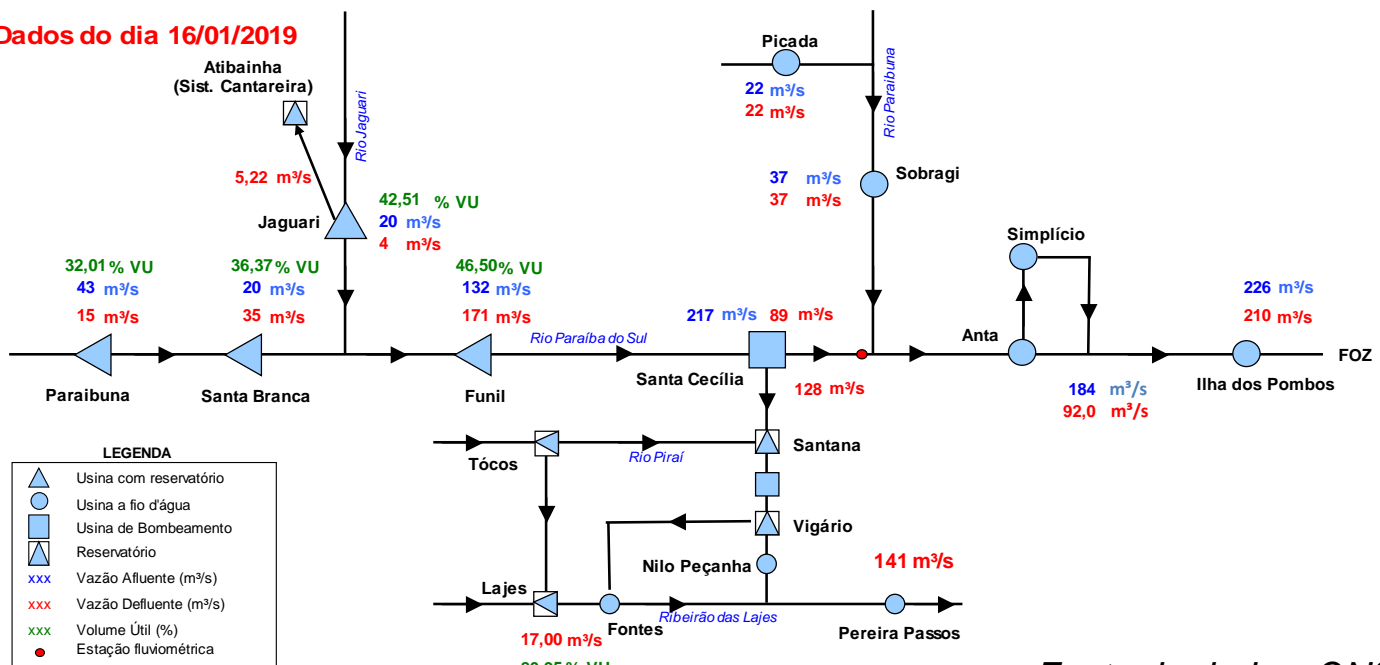 Dados do dia 16/01/2019
Atibainha
(Sist. Cantareira)
Rio Jaguari
5,22 m³/s
Jaguari
42,51 % VU
20 m³/s
4 m³/s
Picada
22 m³/s
22 m³/s
Rio Paraibuna
37 m³/s
37 m³/s
Sobragi
32,01 % VU
43 m³/s
15 m³/s
Paraibuna
36,37 % VU
20 m³/s
35 m³/s
Santa Branca
46,50 % VU
132 m³/s
171 m³/s
Funil
Rio Paraíba do Sul
217 m³/s 89 m³/s
Santa Cecília
128 m³/s
Simplício
Anta
184 m³/s
92,0 m³/s
226 m³/s
210 m³/s
Ilha dos Pombos
FOZ
Tócos
Rio Piraí
Santana
Vigário
Nilo Peçanha
141 m³/s
Lajes
Fontes
Ribeirão das Lajes
Pereira Passos
17,00 m³/s
LEGENDA
Usina com reservatório
Usina a fio d'água
Usina de Bombeamento
Reservatório
xxx Vazão Afluente (m³/s)
xxx Vazão Defluente (m³/s)
xxx Volume Útil (%)
Estação fluviométrica